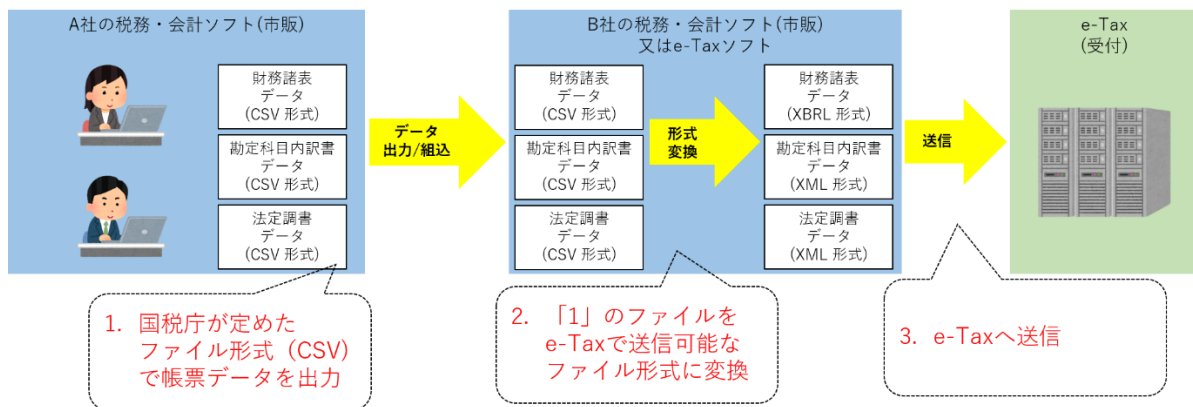 A社の税務・会計ソフト(市販)
財務諸表
データ
(CSV 形式)
勘定科目内訳書
データ
(CSV 形式)
法定調書
データ
(CSV 形式)
データ
出力/組込
B社の税務・会計ソフト(市販)
又はe-Taxソフト
財務諸表
データ
(CSV 形式)
勘定科目内訳書
データ
(CSV 形式)
法定調書
データ
(CSV 形式)
形式
変換
財務諸表
データ
(XBRL 形式)
勘定科目内訳書
データ
(XML 形式)
法定調書
データ
(XML 形式)
送信
e-Tax
(受付)
1. 国税庁が定めた
ファイル形式（CSV)
で帳票データを出力
2. 「1」のファイルを
e-Taxで送信可能な
ファイル形式に変換
3. e-Taxへ送信